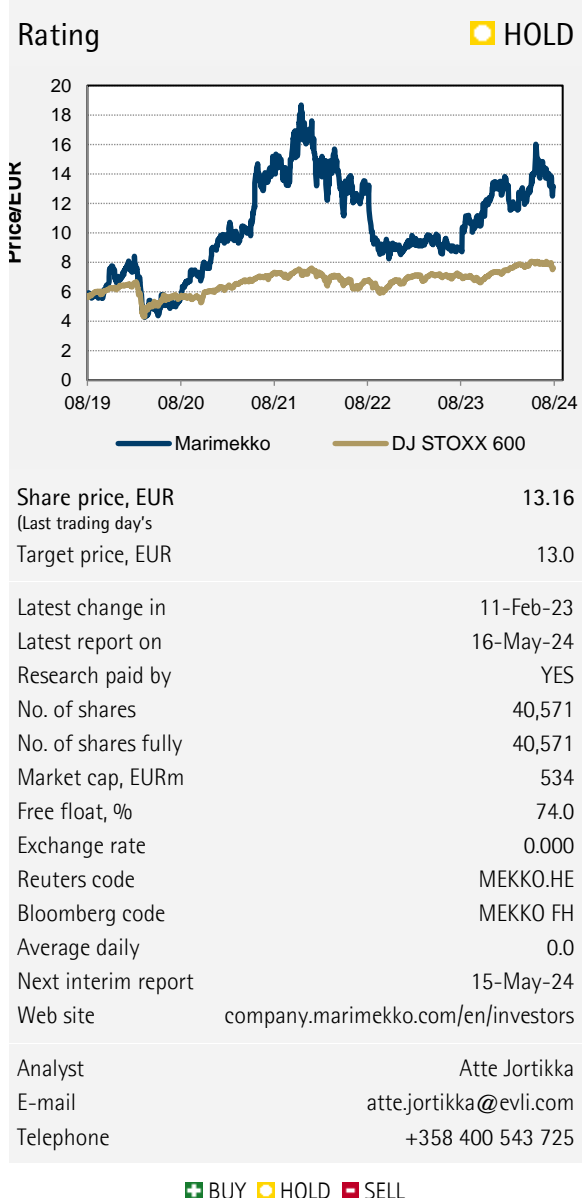 Rating HOLD
Price/EUR
20
18
16
14
12
10
8
6
4
2
0
08/19 08/20 08/21 08/22 08/23 08/24
Marimekko DJ STOXX 600
Share price, EUR 13.16
(Last trading day's
Target price, EUR 13.0
Latest change in 11-Feb-23
Latest report on 16-May-24
Research paid by YES
No. of shares 40,571
No. of shares fully 40,571
Market cap, EURm 534
Free float, % 74.0
Exchange rate 0.000
Reuters code MEKKO.HE
Bloomberg code MEKKO FH
Average daily 0.0
Next interim report 15-May-24
Web site company.marimekko.com/en/investors
Analyst Atte Jortikka
E-mail atte.jortikka@evli.com
Telephone +358 400 543 725
BUY HOLD SELL